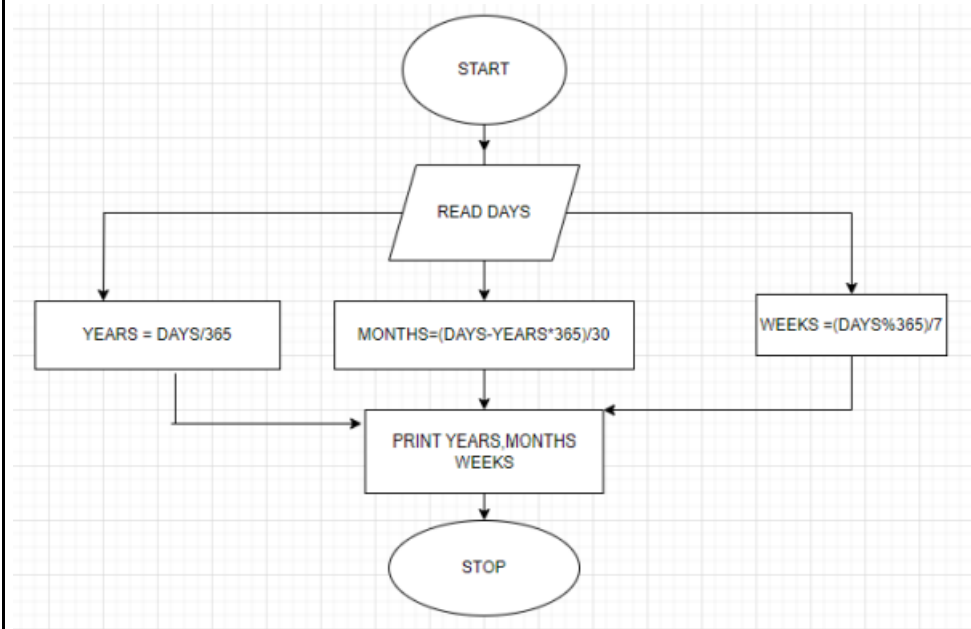 START
READ DAYS
YEARS = DAYS/365
MONTHS=(DAYS-YEARS*365)/30
WEEKS =(DAYS%365)/7
PRINT YEARS,MONTHS
WEEKS
STOP